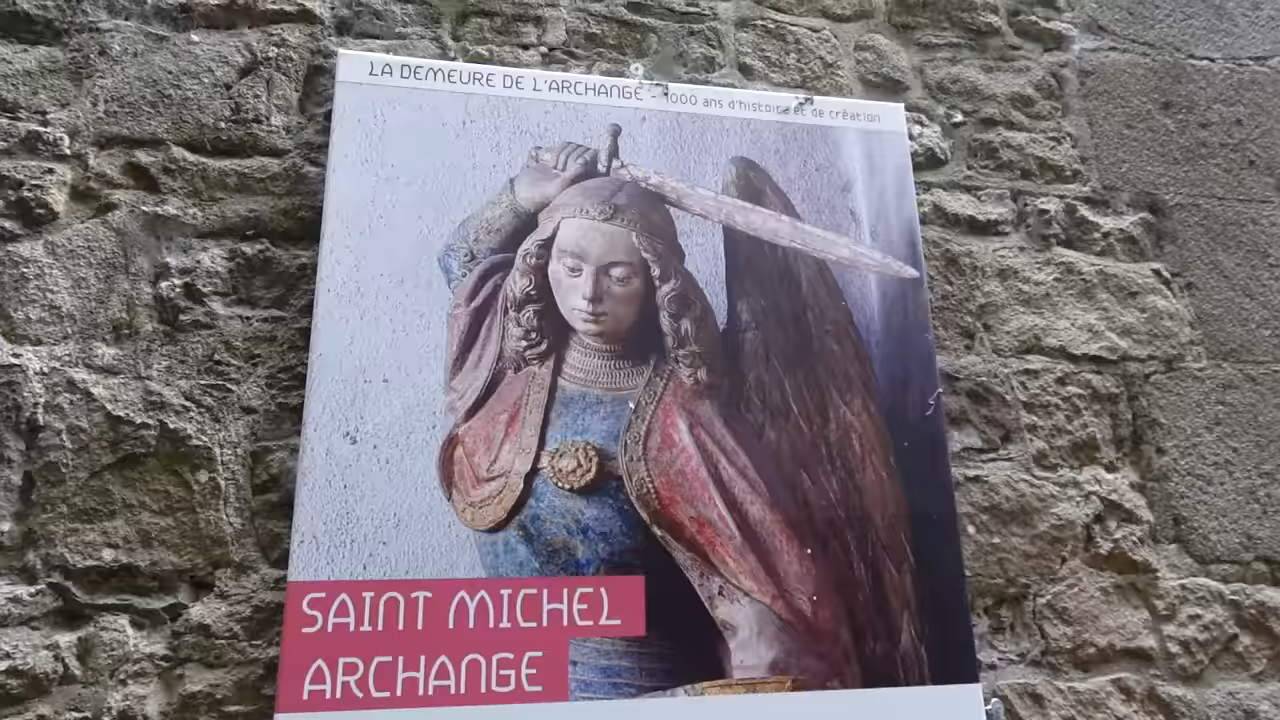 LA DEMEURE DE L'ARCHANGE - 1000 ans d'histoire et de création
SAINT MICHEL
ARCHANGE